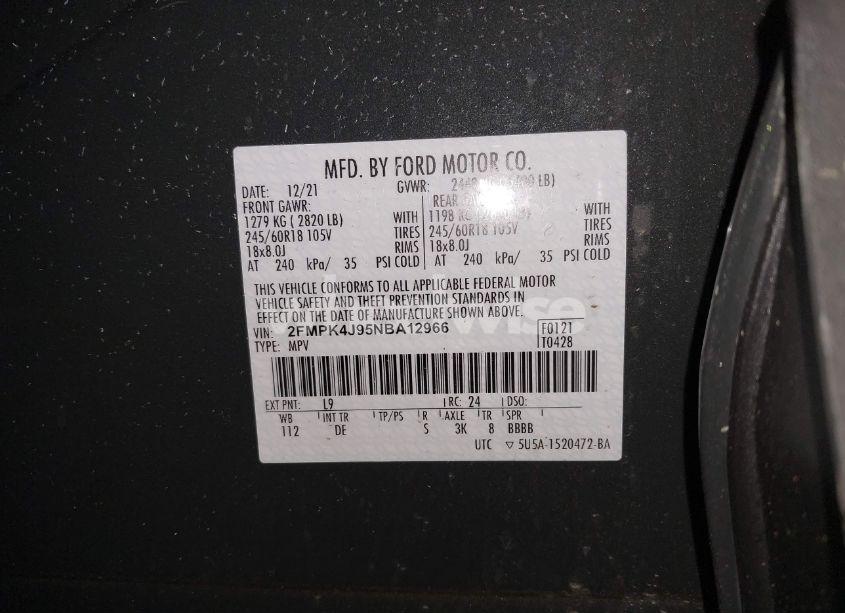 MFD. BY FORD MOTOR CO.
DATE: 12/21 GVWR: LB)
FRONT GAWR: REAR
1279 KG ( 2820 LB) WITH 1198 KG WITH
245/60R18 105V TIRES 245/60R18 105V TIRES
18x8.0J RIMS 18x8.0J RIMS
AT 240 kPa/ 35 PSI COLD AT 240 kPa/ 35 PSI COLD
THIS VEHICLE CONFORMS TO ALL APPLICABLE FEDERAL MOTOR
VEHICLE SAFETY AND THEFT PREVENTION STANDARDS IN
EFFECT ON THE DATE OF MANUFACTURE SHOWN ABOVE.
VIN: 2FMPK4J95NBA12966 F0121
TYPE: MPV T0428
EXT PNT: L9 RC: 24 DSO:
WB INT TR TP/PS R AXLE TR SPR
112 DE S 3K 8 BBBB
UTC ▽ 5U5A-1520472-BA